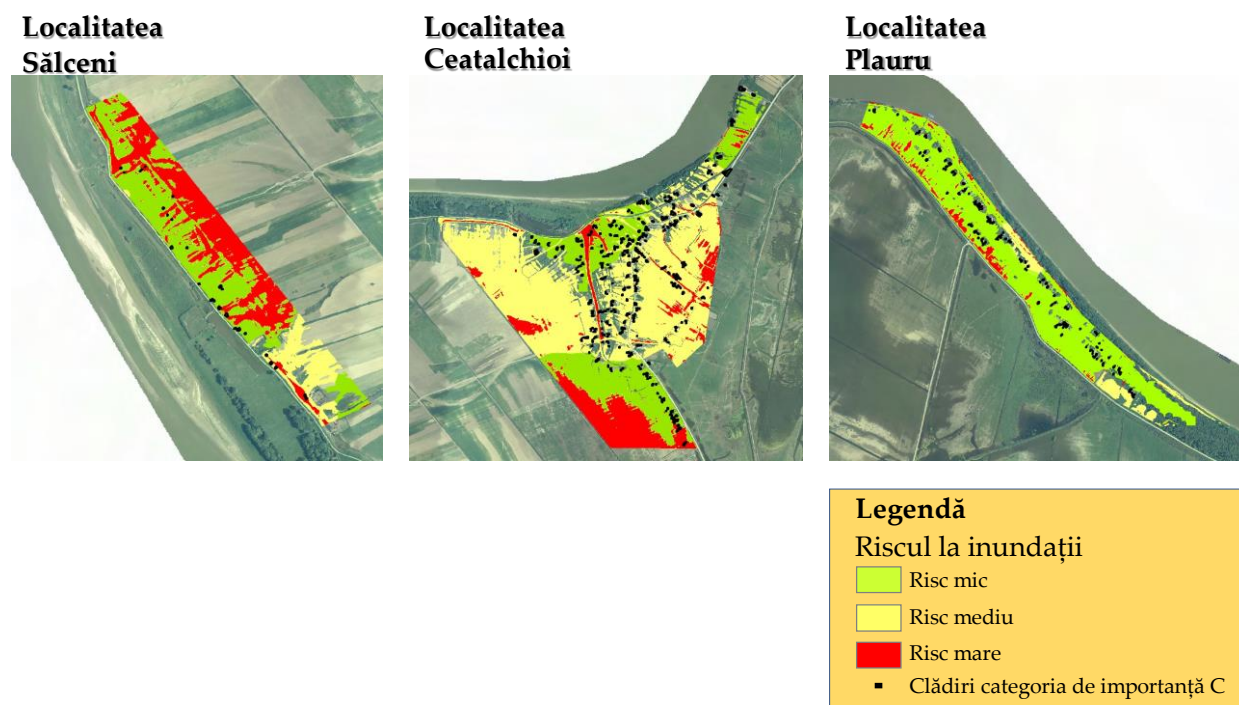 Localitatea
Sălceni
Localitatea
Ceatalchioi
Localitatea
Plauru
Legendă
Riscul la inundații
Risc mic
Risc mediu
Risc mare
Clădiri categoria de importanță C